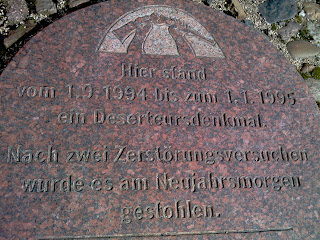 Hier stand
vom 1.9.1994 bis zum 1.1.1995
ein Deserteursdenkmal.
Nach zwei Zerstörungsversuchen
wurde es am Neujahrsmorgen
gestohlen.